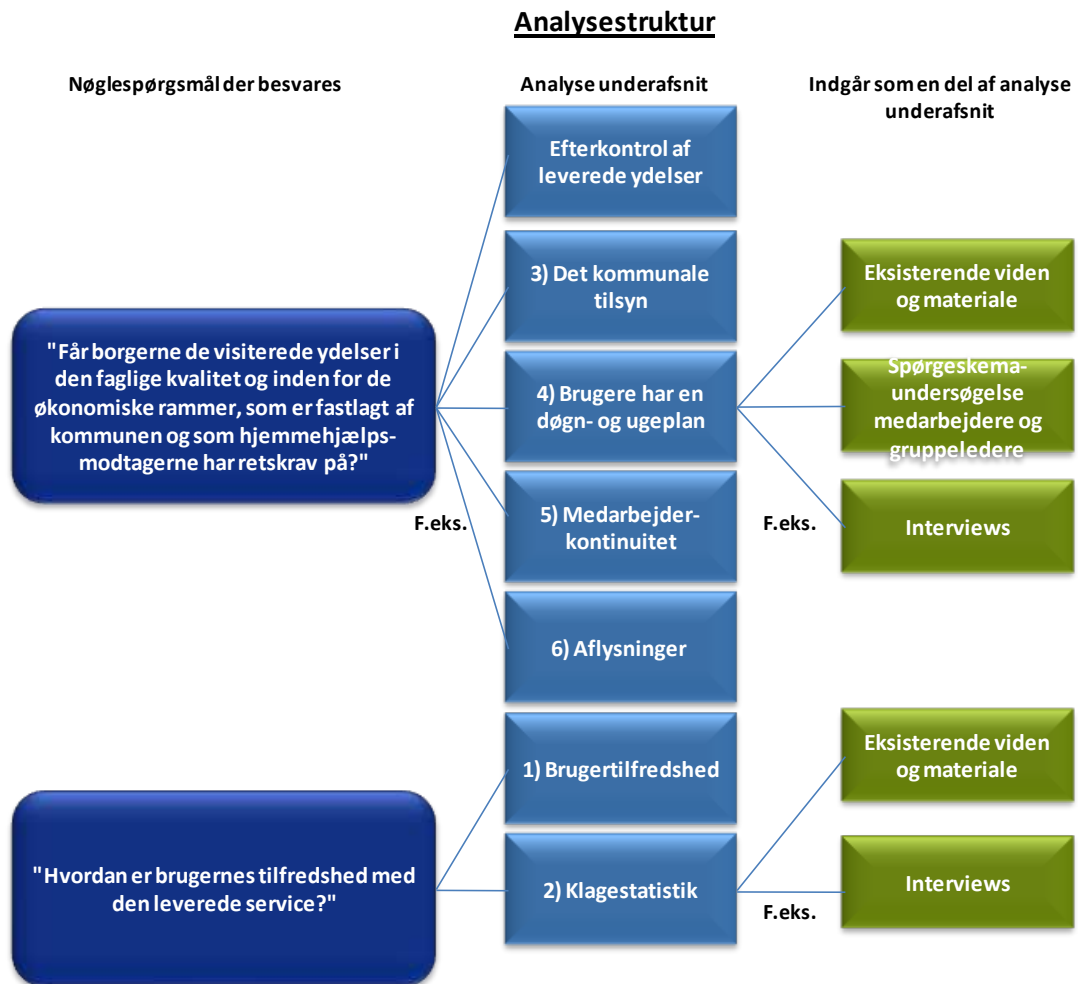 Analysestruktur
Nøglespørgsmål der besvares
Analyse underafsnit
Indgår som en del af analyse
underafsnit
Efterkontrol af
leverede ydelser
3) Det kommunale
tilsyn
4) Brugere har en
døgn- og ugeplan
5) Medarbejder-
kontinuitet
6) Aflysninger
"Får borgerne de visiterede ydelser i
den faglige kvalitet og inden for de
økonomiske rammer, som er fastlagt af
kommunen og som hjemmehjælps-
modtagerne har retskrav på?"
F.eks.
Eksisterende viden
og materiale
Spørgeskema-
undersøgelse
medarbejdere og
gruppeledere
Interviews
F.eks.
1) Brugertilfredshed
2) Klagestatistik
"Hvordan er brugernes tilfredshed med
den leverede service?"
Eksisterende viden
og materiale
Interviews
F.eks.